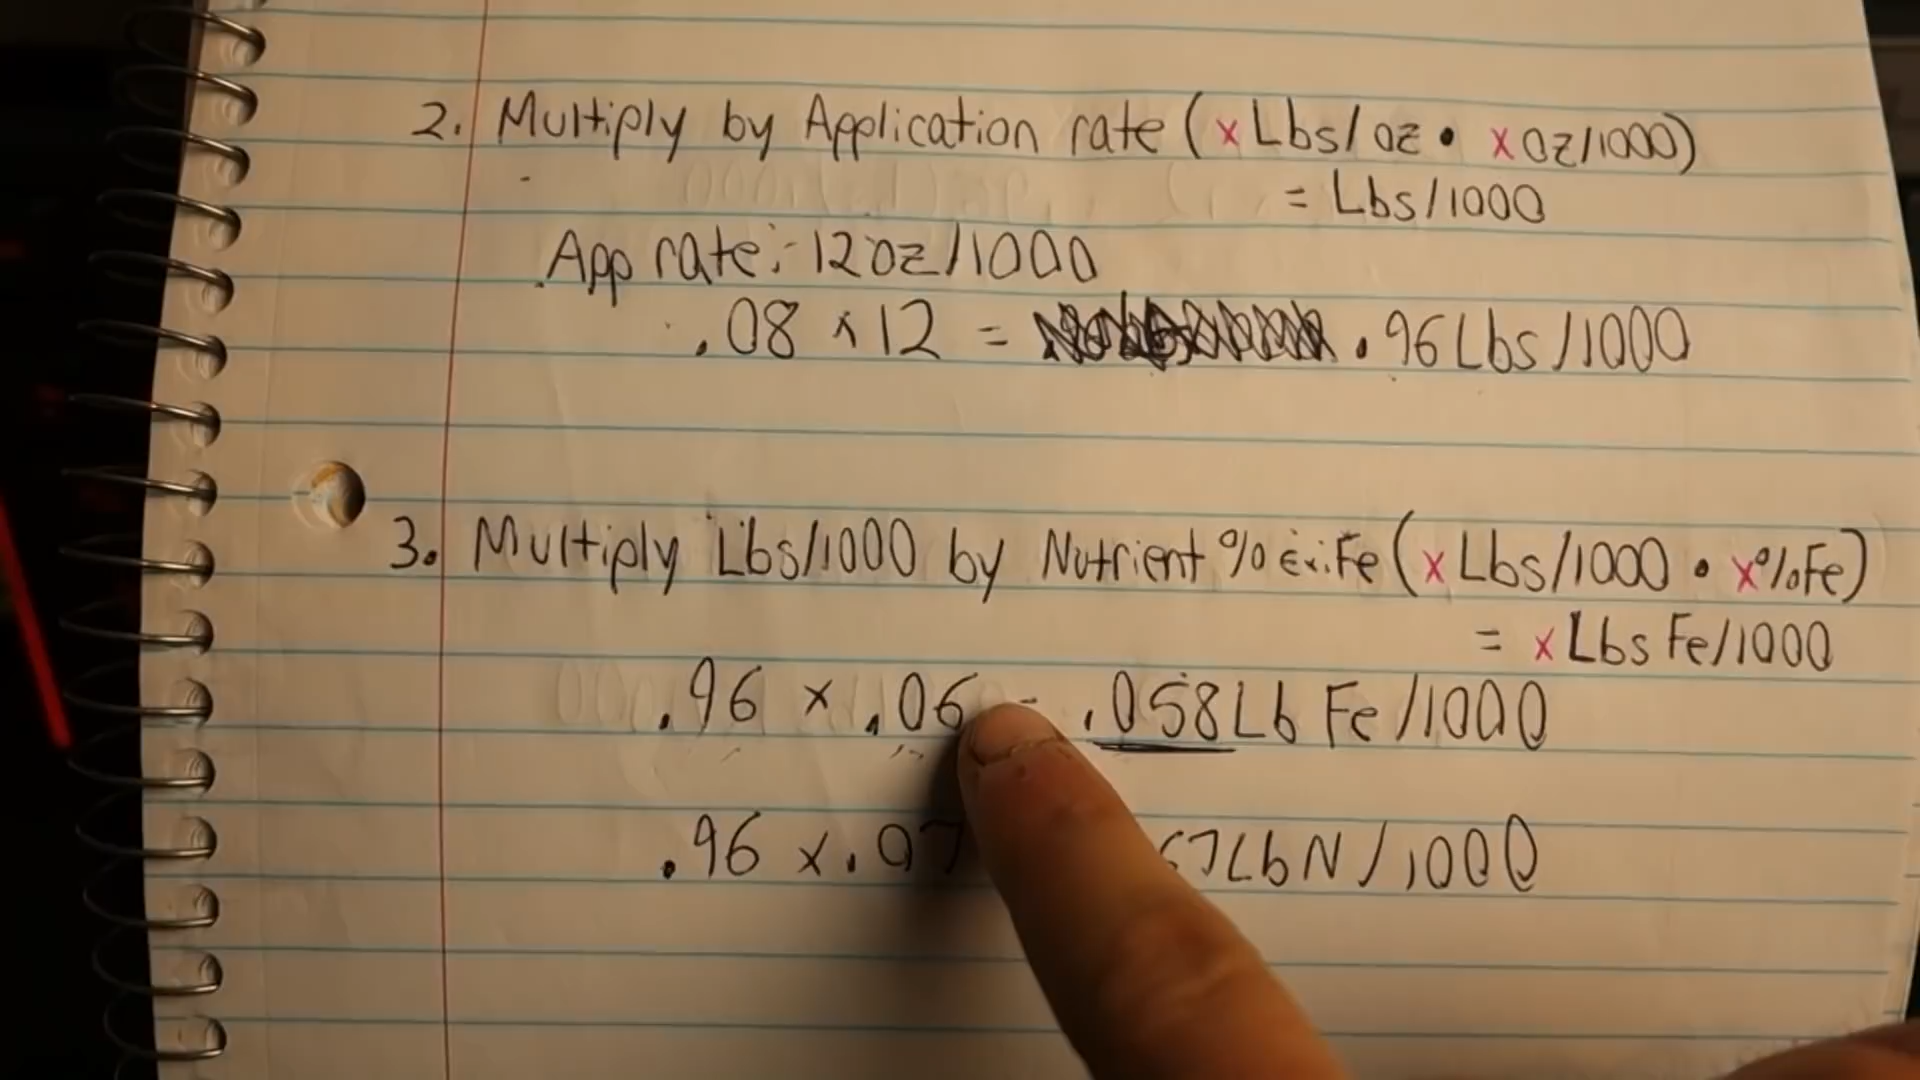 2. Multiply by Application rate (x Lbs/oz • x oz/1000)
= Lbs/1000
App rate: 12oz/1000
.08 x 12 = .96 Lbs/1000
3. Multiply Lbs/1000 by Nutrient % Ex: Fe (x Lbs/1000 • x%Fe)
= x Lbs Fe/1000
.96 x .06 = .058 Lb Fe/1000
.96 x .07 67 Lb N/1000